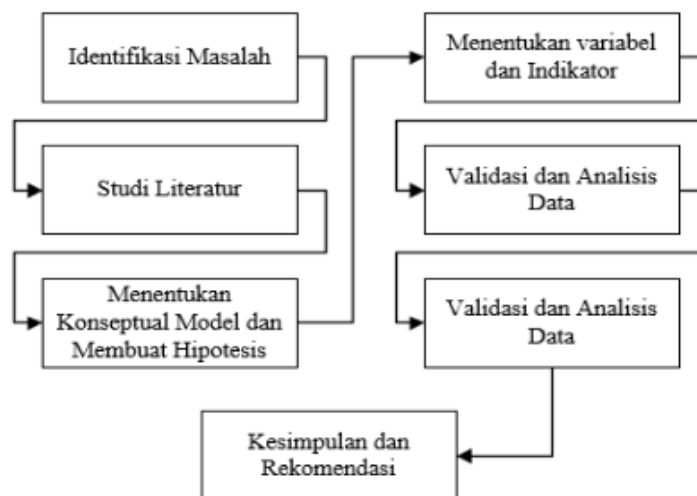 Identifikasi Masalah
Studi Literatur
Menentukan
Konseptual Model dan
Membuat Hipotesis
Menentukan variabel
dan Indikator
Validasi dan Analisis
Data
Validasi dan Analisis
Data
Kesimpulan dan
Rekomendasi